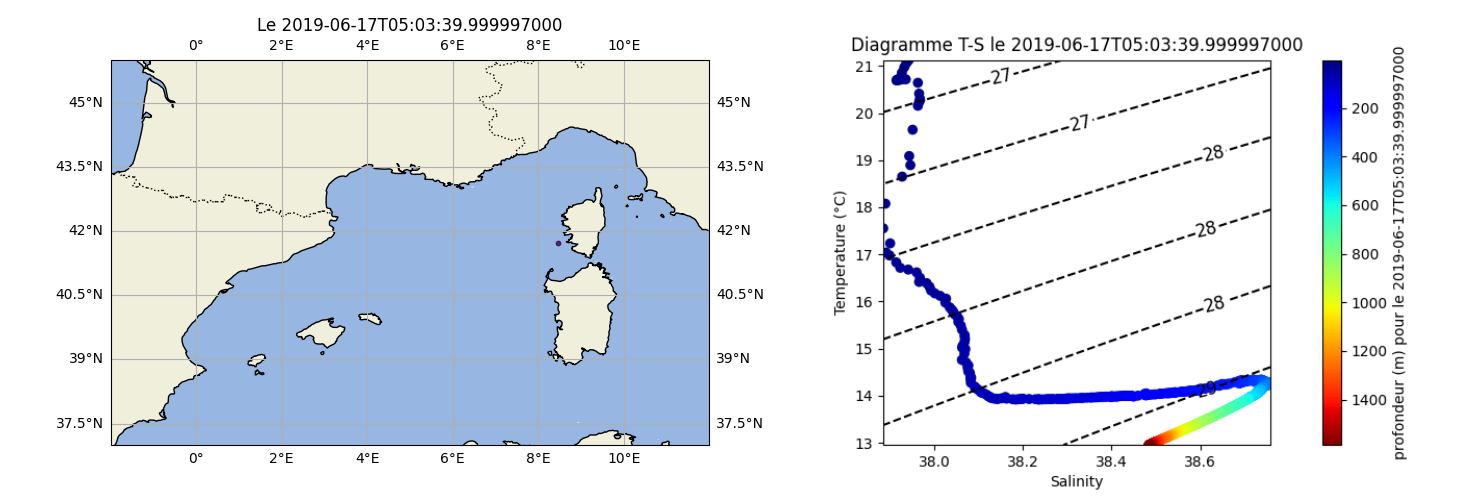 Le 2019-06-17T05:03:39.999997000
0° 2°E 4°E 6°E 8°E 10°E
45°N 45°N
43.5°N 43.5°N
42°N 42°N
40.5°N 40.5°N
39°N 39°N
37.5°N 37.5°N
0° 2°E 4°E 6°E 8°E 10°E
Diagramme T-S le 2019-06-17T05:03:39.999997000
21
20
19
18
17
16
15
14
13
Temperature (°C)
27
27
28
28
28
29
38.0 38.2 38.4 38.6
Salinity
200
400
600
800
1000
1200
1400
profondeur (m) pour le 2019-06-17T05:03:39.999997000